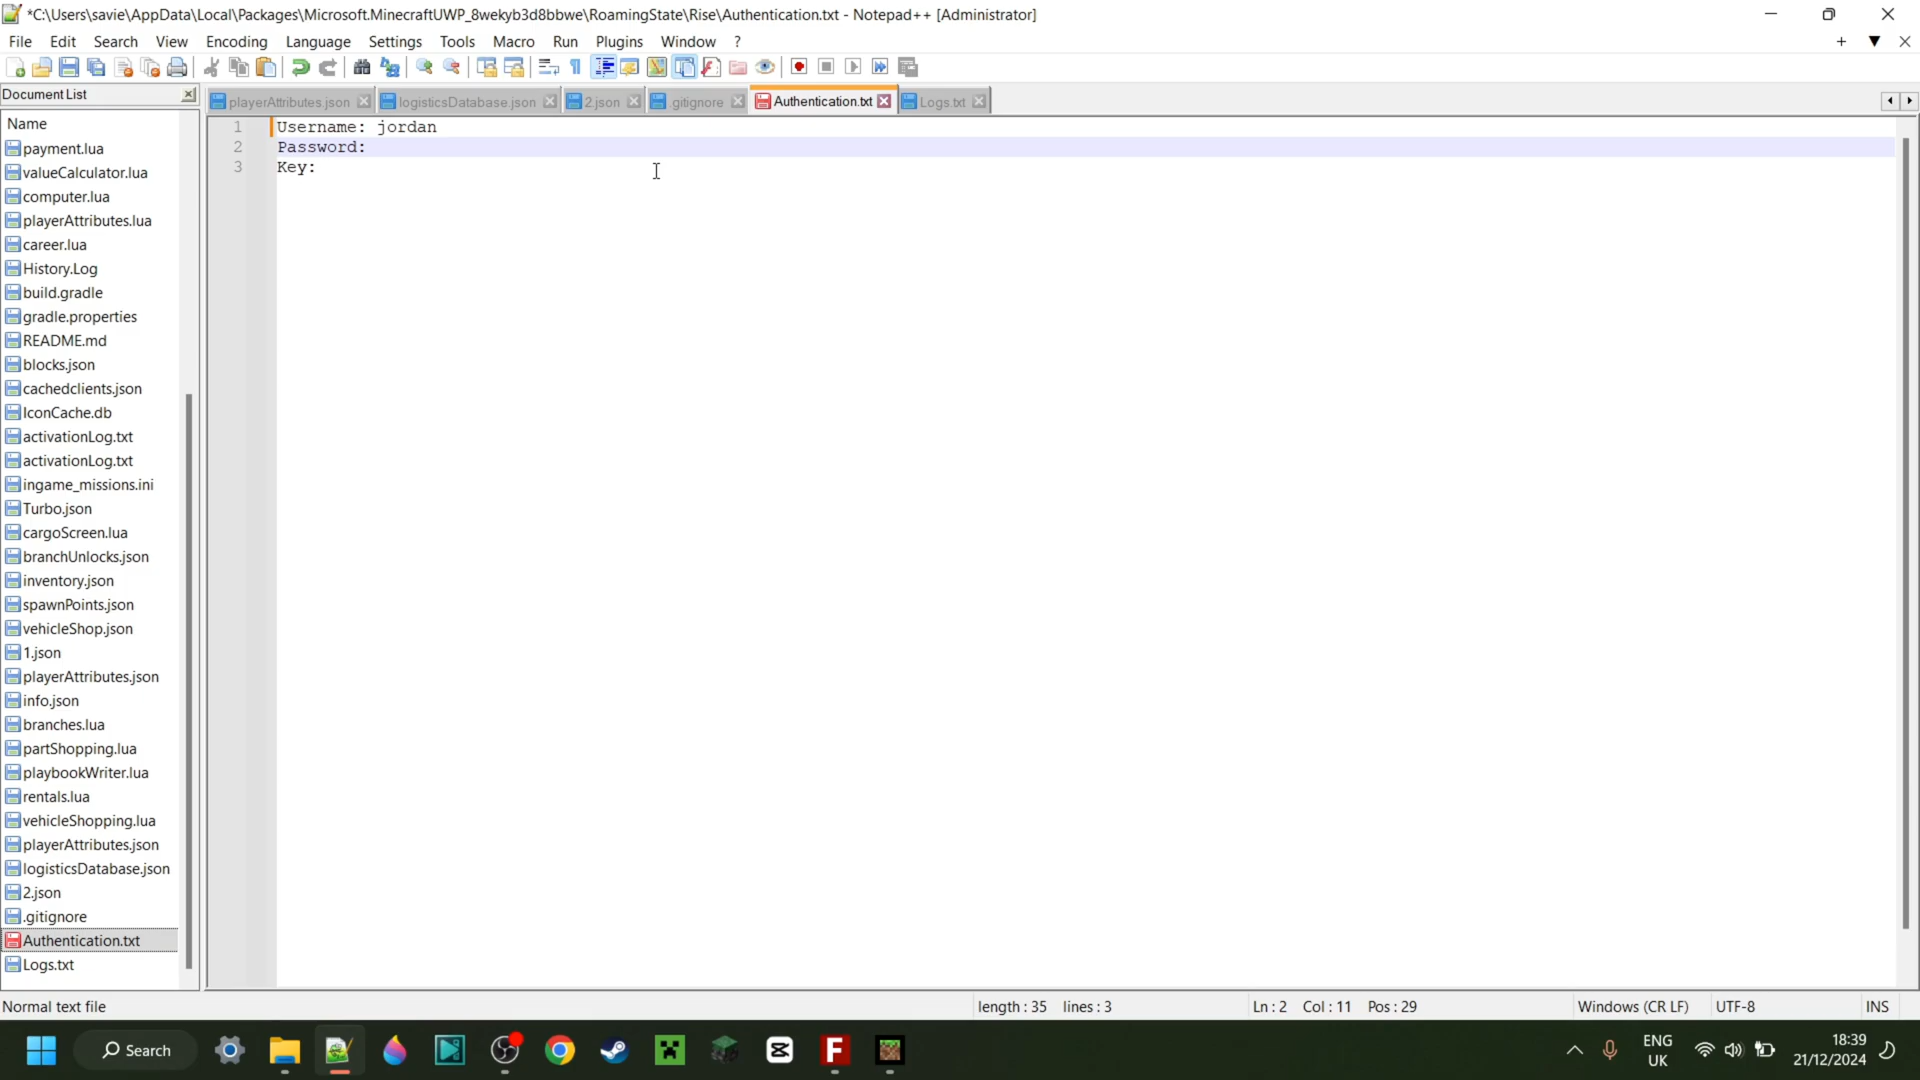 *C:\Users\savie\AppData\Local\Packages\Microsoft.MinecraftUWP_8wekyb3d8bbwe\RoamingState\Rise\Authentication.txt - Notepad++ [Administrator]
File Edit Search View Encoding Language Settings Tools Macro Run Plugins Window ?
Document List
playerAttributes.json logisticsDatabase.json 2.json .gitignore Authentication.txt Logs.txt
Name
payment.lua
valueCalculator.lua
computer.lua
playerAttributes.lua
career.lua
History.Log
build.gradle
gradle.properties
README.md
blocks.json
cachedclients.json
IconCache.db
activationLog.txt
activationLog.txt
ingame_missions.ini
Turbo.json
cargoScreen.lua
branchUnlocks.json
inventory.json
spawnPoints.json
vehicleShop.json
1.json
playerAttributes.json
info.json
branches.lua
partShopping.lua
playbookWriter.lua
rentals.lua
vehicleShopping.lua
playerAttributes.json
logisticsDatabase.json
2.json
.gitignore
Authentication.txt
Logs.txt
1 Username: jordan
2 Password:
3 Key:
Normal text file length : 35 lines : 3 Ln : 2 Col : 11 Pos : 29 Windows (CR LF) UTF-8 INS
Search
ENG
UK
18:39
21/12/2024